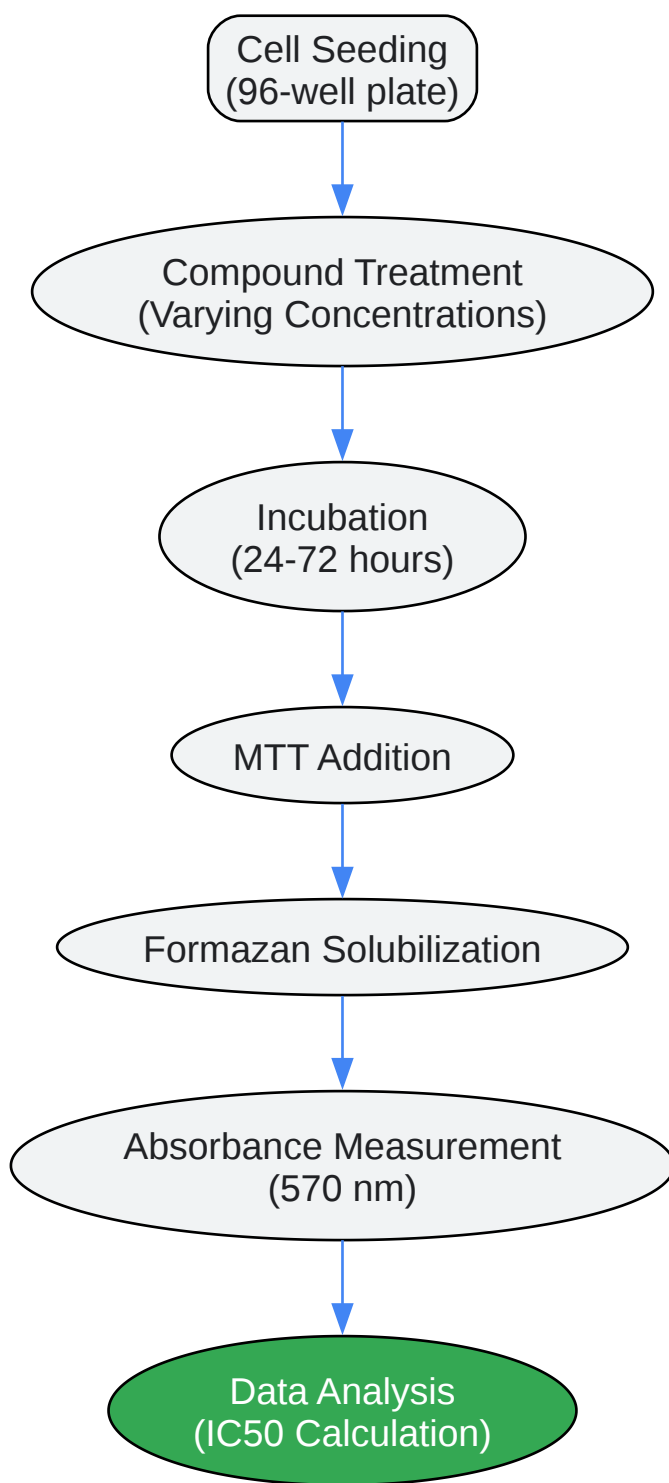 Cell Seeding
(96-well plate)
Compound Treatment
(Varying Concentrations)
Incubation
(24-72 hours)
MTT Addition
Formazan Solubilization
Absorbance Measurement
(570 nm)
Data Analysis
(IC50 Calculation)